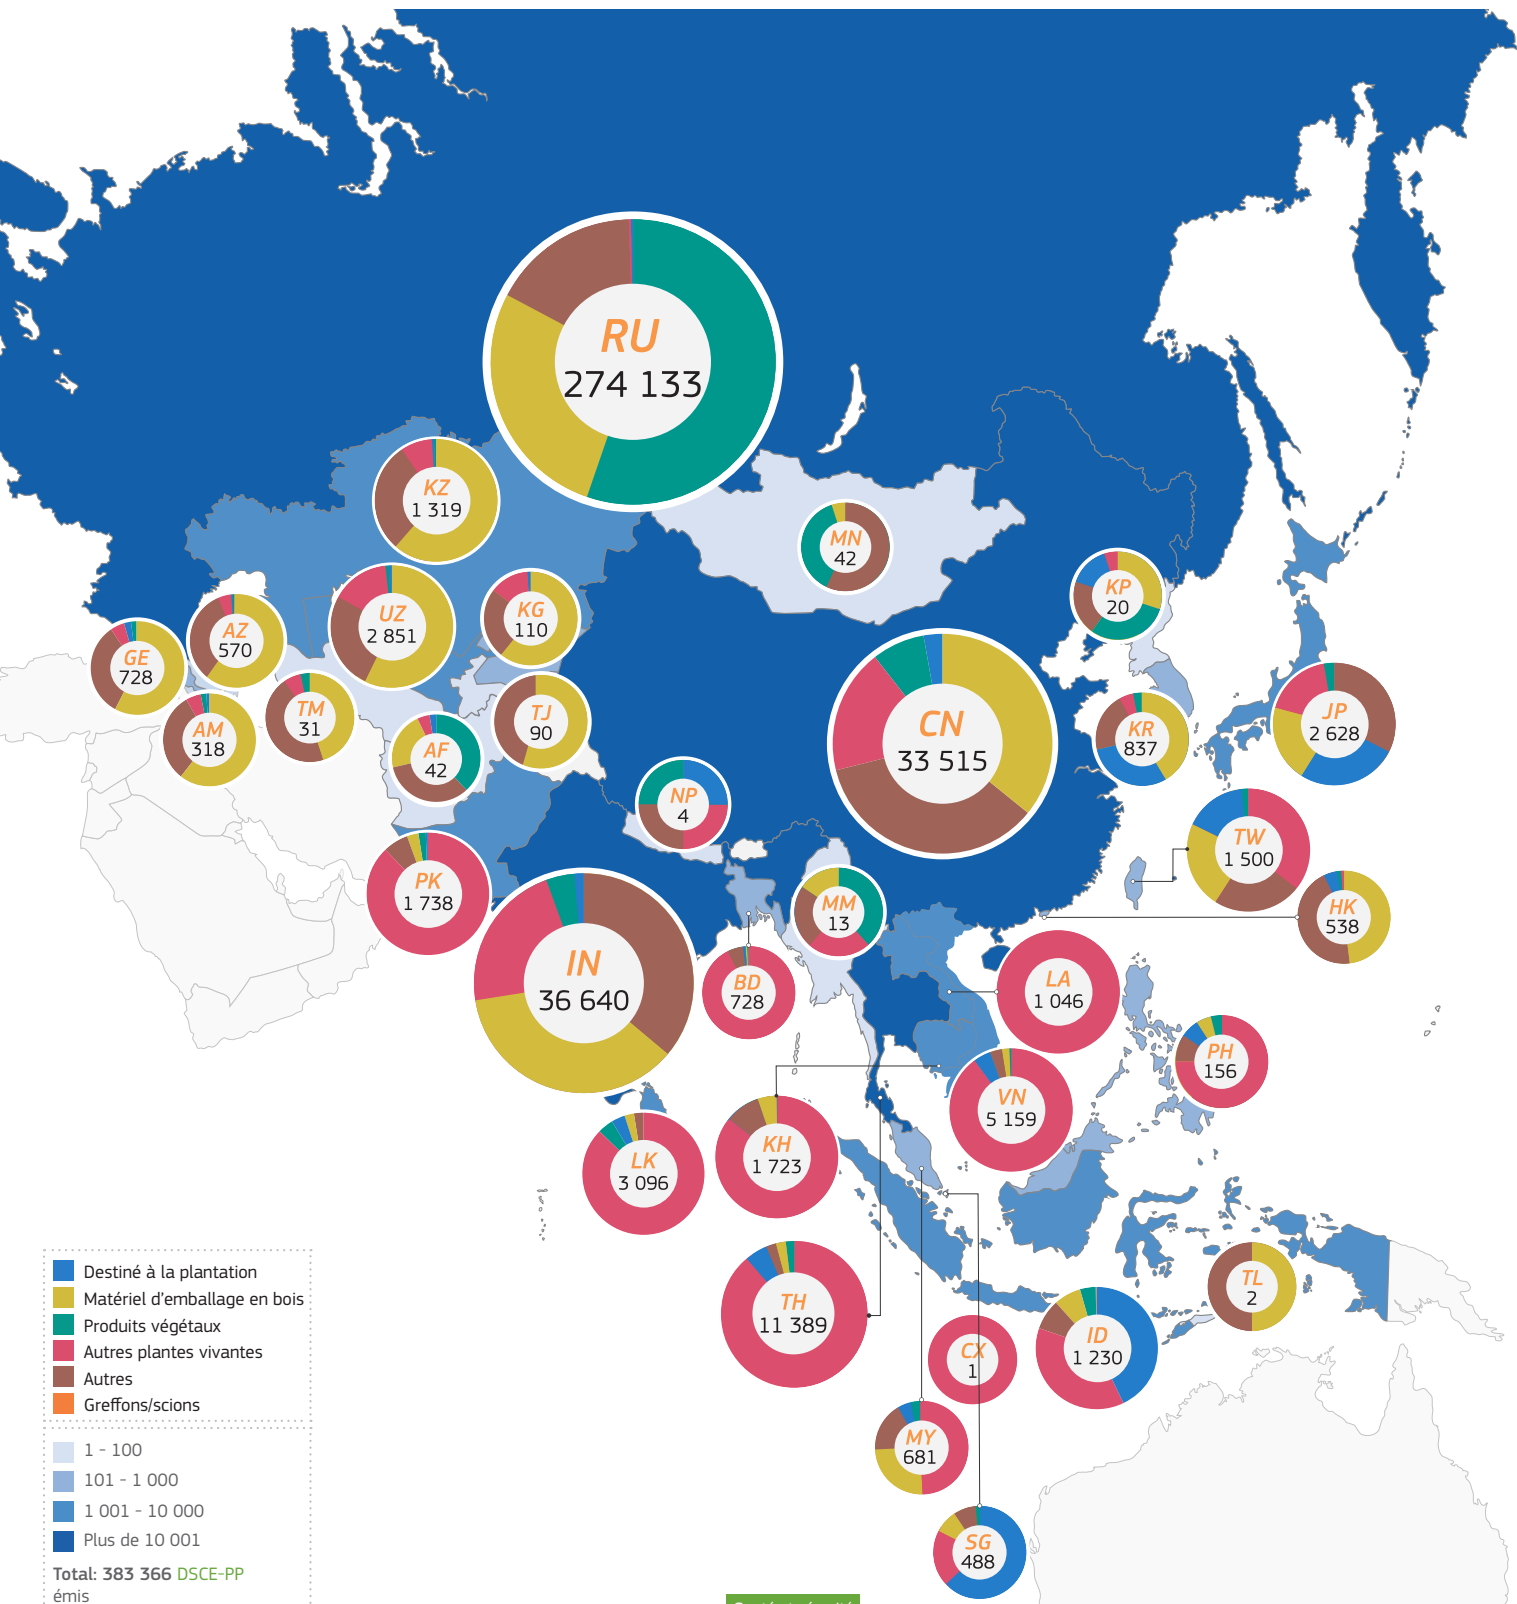 RU
274 133
KZ
1 319
MN
42
KP
20
UZ
2 851
KG
110
AZ
570
GE
728
TM
31
AM
318
AF
42
TJ
90
CN
33 515
KR
837
JP
2 628
NP
4
TW
1 500
PK
1 738
MM
13
HK
538
IN
36 640
BD
728
LA
1 046
PH
156
VN
5 159
KH
1 723
LK
3 096
TH
11 389
TL
2
CX
1
ID
1 230
MY
681
SG
488
Destiné à la plantation
Matériel d'emballage en bois
Produits végétaux
Autres plantes vivantes
Autres
Greffons/scions
1 - 100
101 - 1 000
1 001 - 10 000
Plus de 10 001
Total: 383 366 DSCE-PP
émis